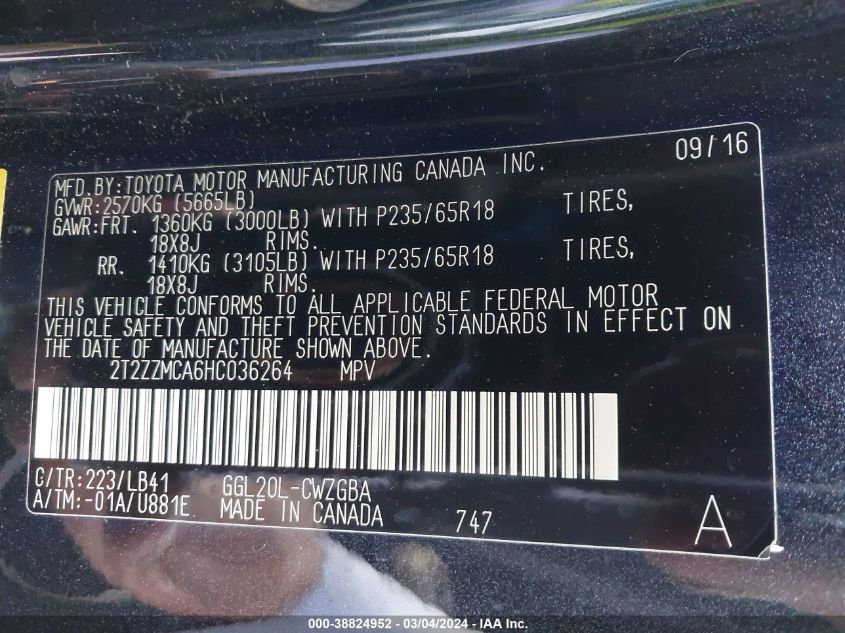 09/16
MFD.BY:TOYOTA MOTOR MANUFACTURING CANADA INC.
GVWR:2570KG (5665LB)
GAWR:FRT. 1360KG (3000LB) WITH P235/65R18 TIRES,
18X8J RIMS.
RR. 1410KG (3105LB) WITH P235/65R18 TIRES,
18X8J RIMS.
THIS VEHICLE CONFORMS TO ALL APPLICABLE FEDERAL MOTOR
VEHICLE SAFETY AND THEFT PREVENTION STANDARDS IN EFFECT ON
THE DATE OF MANUFACTURE SHOWN ABOVE.
2T2ZZMCA6HC036264 MPV
C/TR:223/LB41 GGL20L-CWZGBA
A/TM:-01A/U881E MADE IN CANADA 747 A
000-38824952 - 03/04/2024 - IAA Inc.